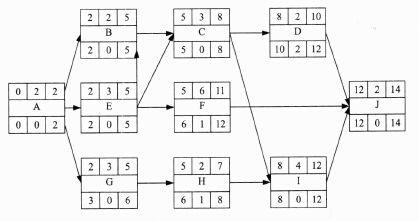 2 2 5
B
2 0 5
5 3 8
C
5 0 8
8 2 10
D
10 2 12
0 2 2
A
0 0 2
2 3 5
E
2 0 5
5 6 11
F
6 1 12
12 2 14
J
12 0 14
2 3 5
G
3 0 6
5 2 7
H
6 1 8
8 4 12
I
8 0 12